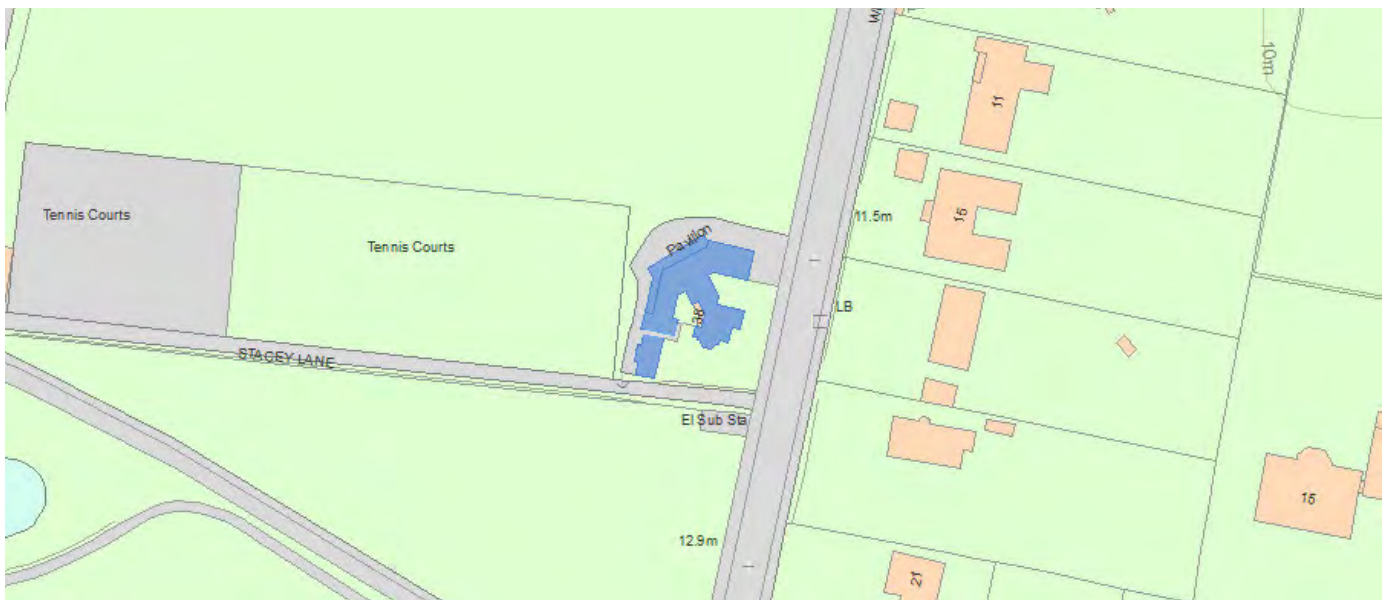 10m
11
Tennis Courts
15
11.5m
Pavilion
Tennis Courts
LB
38
STACEY LANE
El Sub Sta
15
12.9m
21